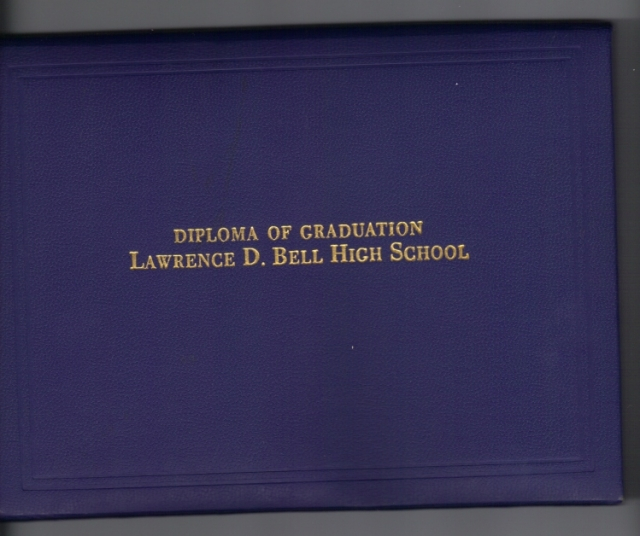 DIPLOMA OF GRADUATION
LAWRENCE D. BELL HIGH SCHOOL